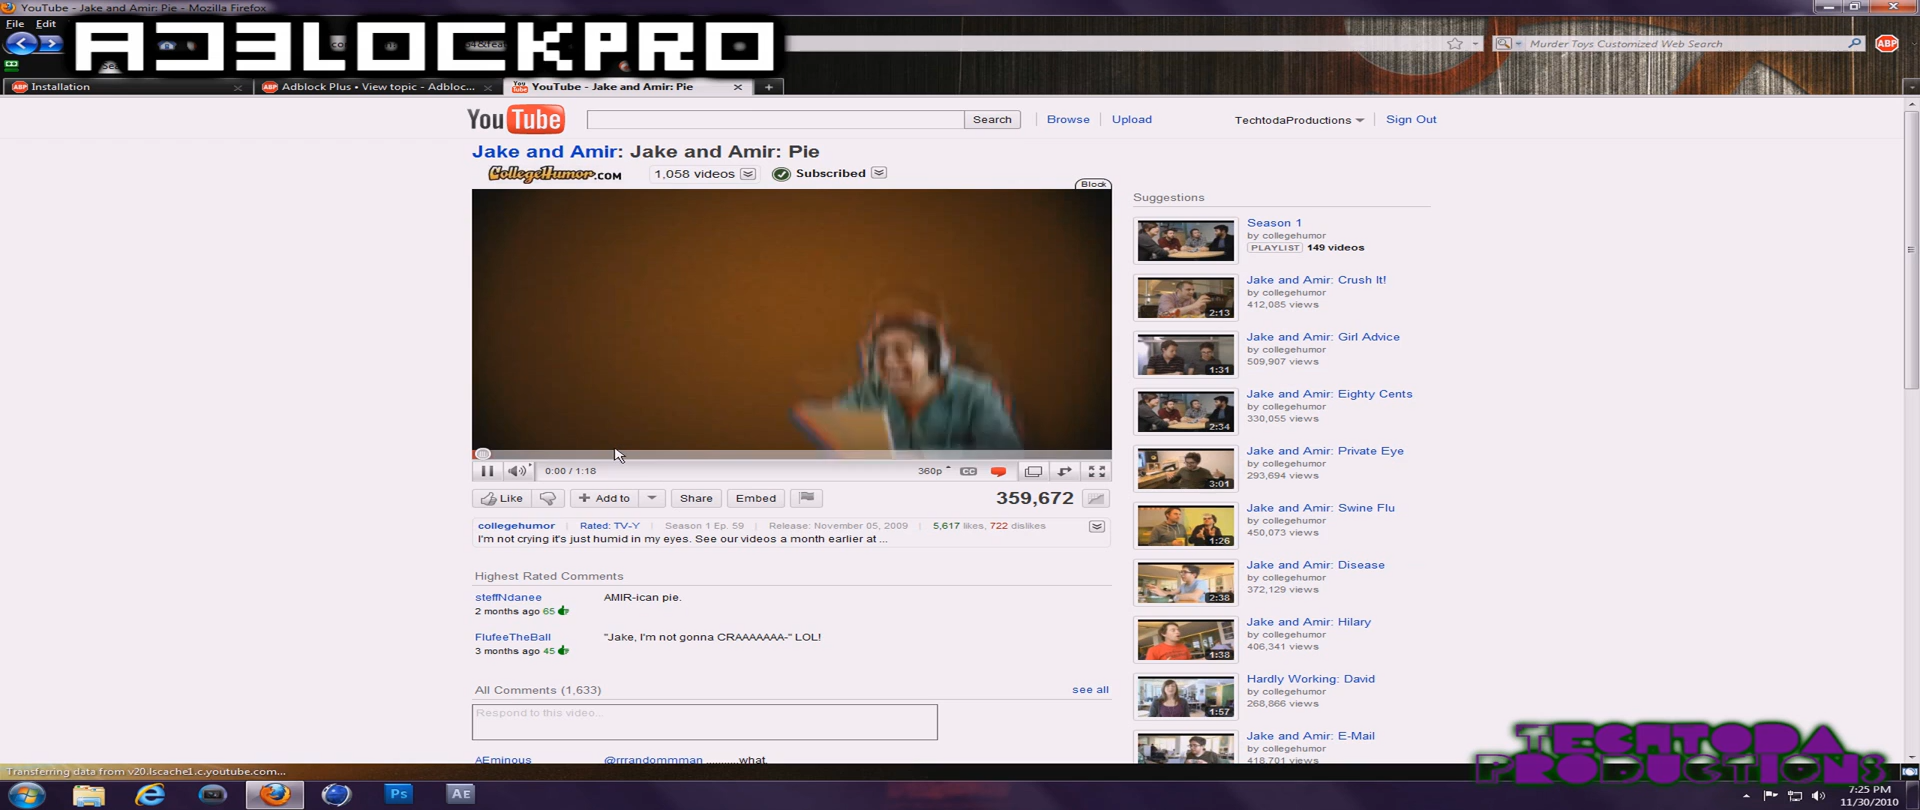 YouTube - Jake and Amir: Pie - Mozilla Firefox
File Edit
ADBLOCKPRO
Murder Toys Customized Web Search
ABP
Installation
Adblock Plus • View topic - Adbloc...
YouTube - Jake and Amir: Pie
YouTube
Search
Browse
Upload
TechtodaProductions
Sign Out
Jake and Amir: Jake and Amir: Pie
CollegeHumor.com
1,058 videos
Subscribed
Block
0:00 / 1:18
360p
CC
Like
+ Add to
Share
Embed
359,672
collegehumor
Rated: TV-Y
Season 1 Ep. 59
Release: November 05, 2009
5,617 likes, 722 dislikes
I'm not crying it's just humid in my eyes. See our videos a month earlier at ...
Highest Rated Comments
steffNdanee
AMIR-ican pie.
2 months ago 65
FlufeeTheBall
"Jake, I'm not gonna CRAAAAAAA-" LOL!
3 months ago 45
All Comments (1,633)
see all
Respond to this video...
AEminous
@rrrandommman ..........what.
Suggestions
Season 1
by collegehumor
PLAYLIST 149 videos
Jake and Amir: Crush It!
by collegehumor
412,085 views
2:13
Jake and Amir: Girl Advice
by collegehumor
509,907 views
1:31
Jake and Amir: Eighty Cents
by collegehumor
330,055 views
2:34
Jake and Amir: Private Eye
by collegehumor
293,694 views
3:01
Jake and Amir: Swine Flu
by collegehumor
450,073 views
1:26
Jake and Amir: Disease
by collegehumor
372,129 views
2:38
Jake and Amir: Hilary
by collegehumor
406,341 views
1:38
Hardly Working: David
by collegehumor
268,866 views
1:57
Jake and Amir: E-Mail
by collegehumor
418,701 views
Techtoda
Productions
Transferring data from v20.lscache1.c.youtube.com...
Ps
AE
7:25 PM
11/30/2010